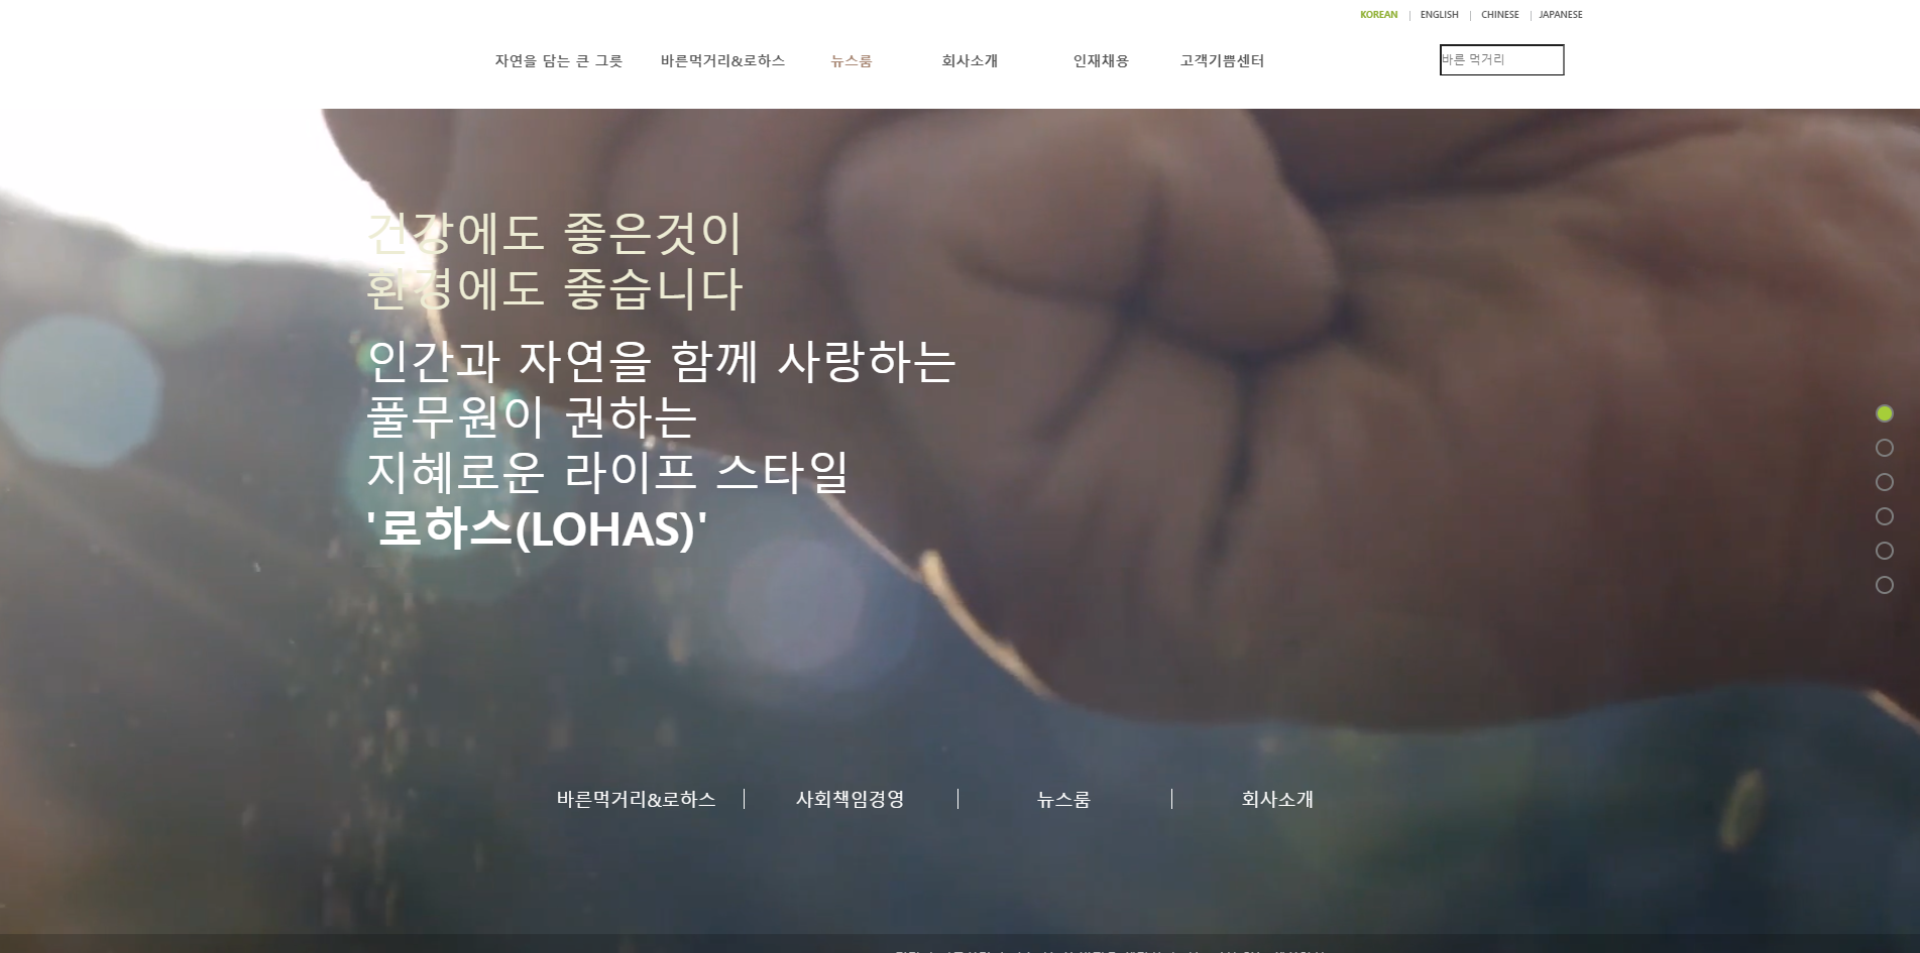 KOREAN | ENGLISH | CHINESE | JAPANESE
자연을 담는 큰 그릇 바른먹거리&로하스 뉴스룸 회사소개 인재채용 고객기쁨센터 바른 먹거리
건강에도 좋은것이
환경에도 좋습니다
인간과 자연을 함께 사랑하는
풀무원이 권하는
지혜로운 라이프 스타일
'로하스(LOHAS)'
바른먹거리&로하스 | 사회책임경영 | 뉴스룸 | 회사소개